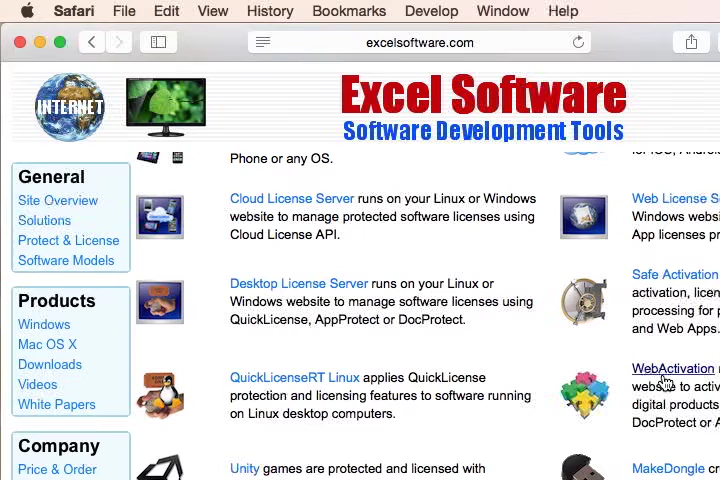 Safari File Edit View History Bookmarks Develop Window Help
excelsoftware.com
INTERNET
Excel Software
Software Development Tools
General
Site Overview
Solutions
Protect & License
Software Models
Products
Windows
Mac OS X
Downloads
Videos
White Papers
Company
Price & Order
Phone or any OS.
Cloud License Server runs on your Linux or Windows
website to manage protected software licenses using
Cloud License API.
Desktop License Server runs on your Linux or
Windows website to manage software licenses using
QuickLicense, AppProtect or DocProtect.
QuickLicenseRT Linux applies QuickLicense
protection and licensing features to software running
on Linux desktop computers.
Unity games are protected and licensed with
Web License Se
Windows websi
App licenses pr
Safe Activation
activation, licen
processing for p
and Web Apps.
WebActivation
website to activ
digital products
DocProtect or A
MakeDongle cr